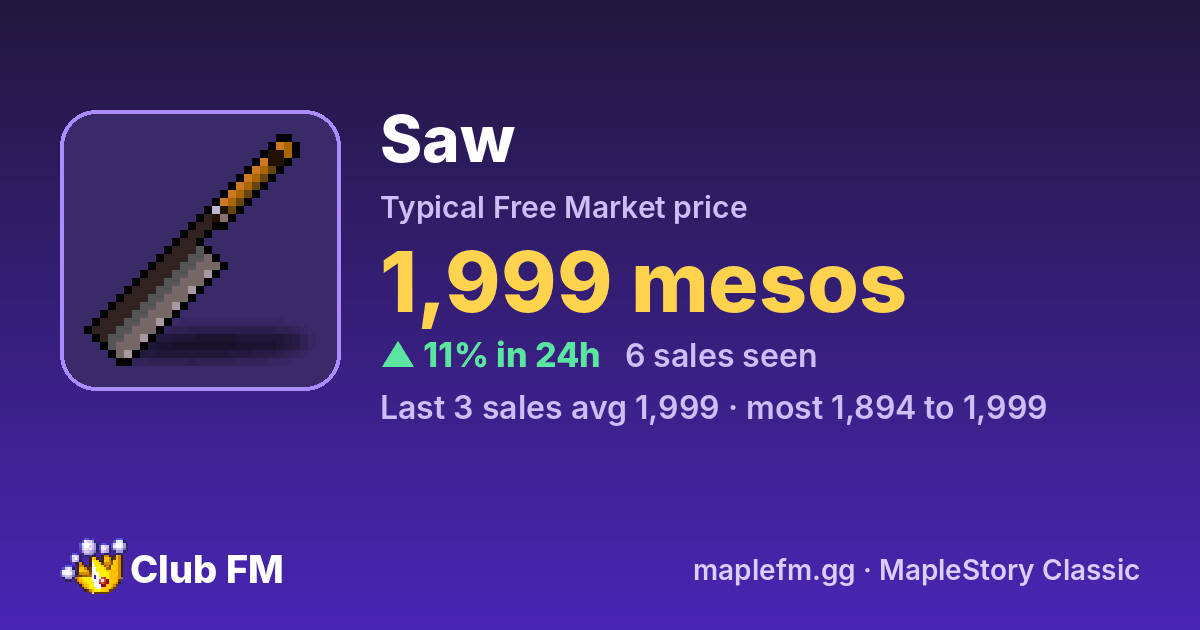 Saw
Typical Free Market price
1,999 mesos
▲ 11% in 24h 6 sales seen
Last 3 sales avg 1,999 · most 1,894 to 1,999
Club FM
maplefm.gg · MapleStory Classic